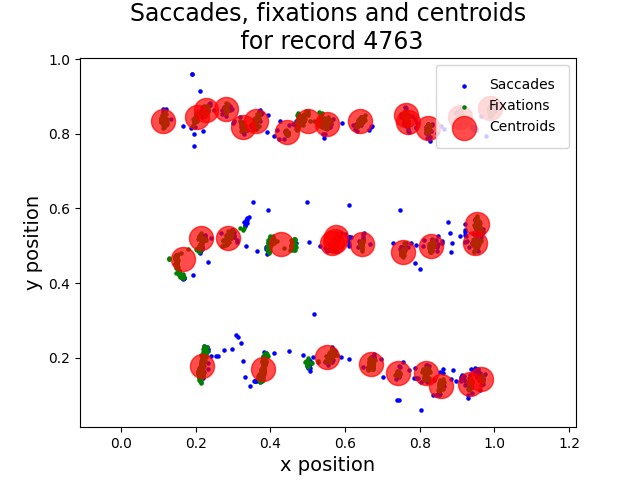 Saccades, fixations and centroids
for record 4763
Saccades
Fixations
Centroids
y position
1.0
0.8
0.6
0.4
0.2
0.0 0.2 0.4 0.6 0.8 1.0 1.2
x position